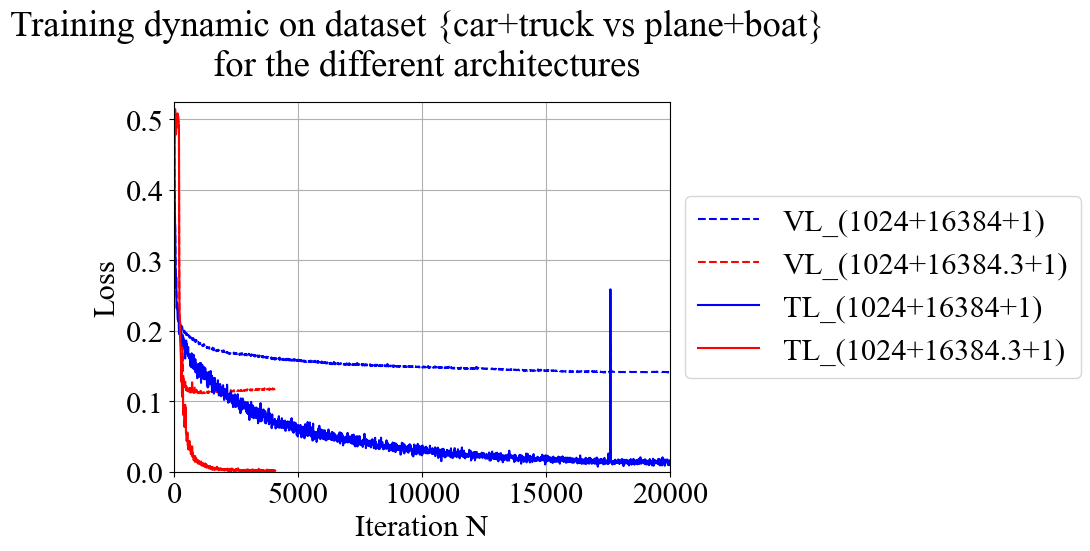 Training dynamic on dataset {car+truck vs plane+boat}
for the different architectures
0.5
0.4
0.3
0.2
0.1
0.0
Loss
0
5000
10000
15000
20000
Iteration N
VL_(1024+16384+1)
VL_(1024+16384.3+1)
TL_(1024+16384+1)
TL_(1024+16384.3+1)